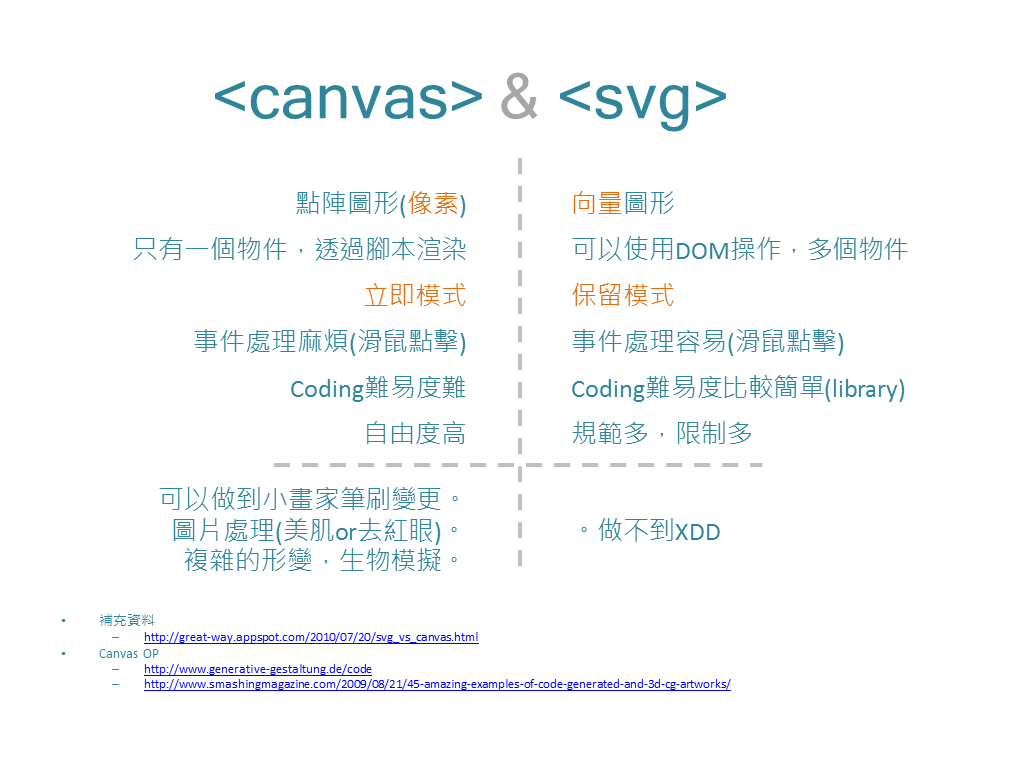 <canvas> & <svg>
點陣圖形(像素)
只有一個物件，透過腳本渲染
立即模式
事件處理麻煩(滑鼠點擊)
Coding難易度難
自由度高
向量圖形
可以使用DOM操作，多個物件
保留模式
事件處理容易(滑鼠點擊)
Coding難易度比較簡單(library)
規範多，限制多
可以做到小畫家筆刷變更。
圖片處理(美肌or去紅眼)。
複雜的形變，生物模擬。
。做不到XDD
• 補充資料
– http://great-way.appspot.com/2010/07/20/svg_vs_canvas.html
• Canvas OP
– http://www.generative-gestaltung.de/code
– http://www.smashingmagazine.com/2009/08/21/45-amazing-examples-of-code-generated-and-3d-cg-artworks/